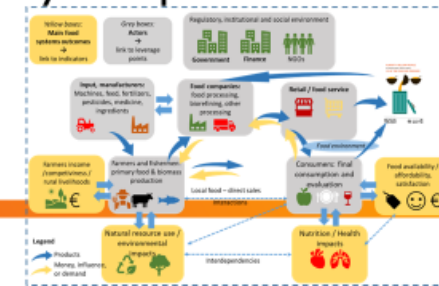 Yellow boxes:
Main food
systems outcomes
→
link to indicators
Grey boxes:
Actors
→
link to leverage
points
Regulatory, institutional and social environment
Government
Finance
NGOs
Input, manufacturers:
Machines, feed, fertilizers,
pesticides, medicine,
ingredients
Food companies:
food processing,
biorefining, other
processing
Retail / food service
Food environment
Farmers income
/competiveness /
rural livelihoods
€
Farmers and fishermen:
primary food & biomass
production
Local food – direct sales
Interactions
Consumers: final
consumption and
evaluation
Food availability /
affordability,
satisfaction
€
Legend
Products
Money, influence,
or demand
Natural resource use /
environmental
impacts
Interdependencies
Nutrition / Health
impacts